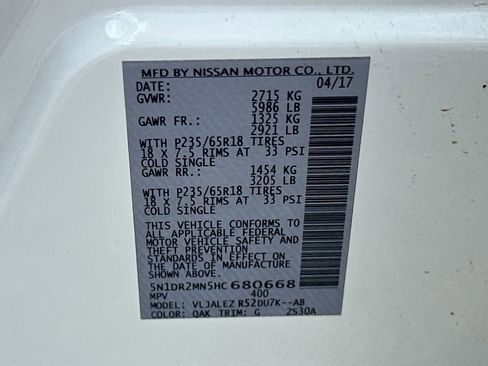 MFD BY NISSAN MOTOR CO., LTD.
DATE: 04/17
GVWR: 2715 KG
5986 LB
GAWR FR.: 1325 KG
2921 LB
WITH P235/65R18 TIRES
18 X 7.5 RIMS AT 33 PSI
COLD SINGLE
GAWR RR.: 1454 KG
3205 LB
WITH P235/65R18 TIRES
18 X 7.5 RIMS AT 33 PSI
COLD SINGLE
THIS VEHICLE CONFORMS TO
ALL APPLICABLE FEDERAL
MOTOR VEHICLE SAFETY AND
THEFT PREVENTION
STANDARDS IN EFFECT ON
THE DATE OF MANUFACTURE
SHOWN ABOVE.
5N1DR2MN5HC 680668
MPV 400
VLJALEZ R52DU7K--AB
COLOR: QAK TRIM: G ZS30A